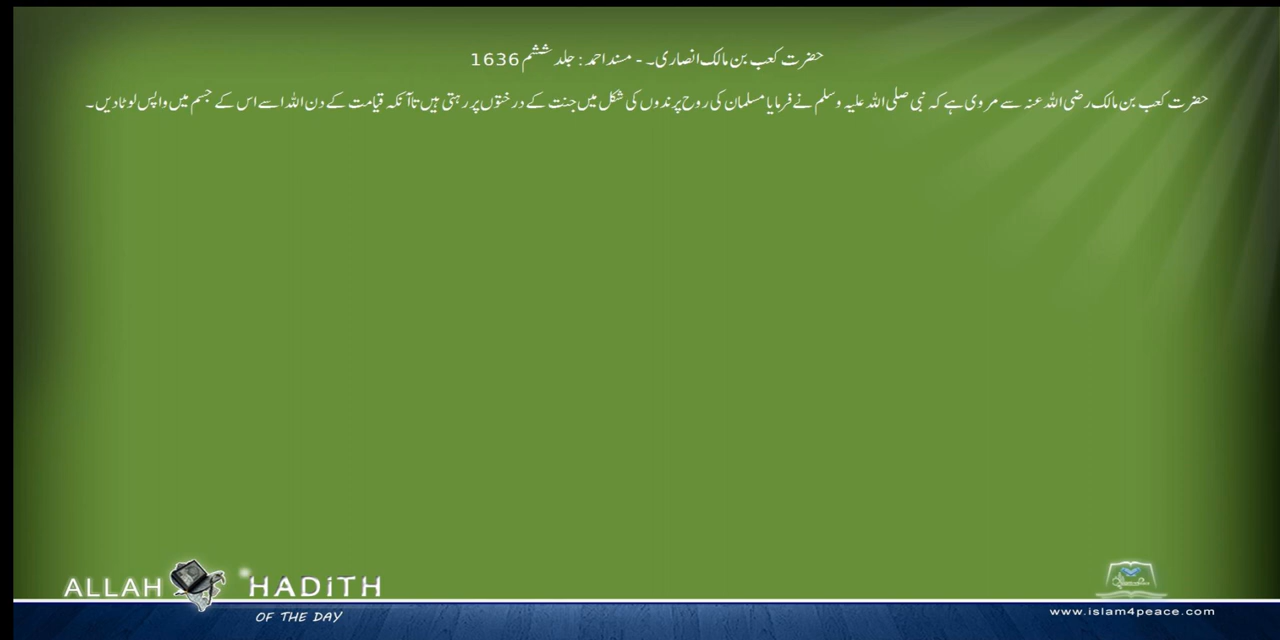 حضرت کعب بن مالک انصاری۔ - مسند احمد : جلد ششم 1636
حضرت کعب بن مالک رضی اللہ عنہ سے مروی ہے کہ نبی صلی اللہ علیہ وسلم نے فرمایا مسلمان کی روح پرندوں کی شکل میں جنت کے درختوں پر رہتی ہیں تاآنکہ قیامت کے دن اللہ اسے اس کے جسم میں واپس لوٹا دیں ۔
ALLAH HADITH
OF THE DAY
www.islam4peace.com